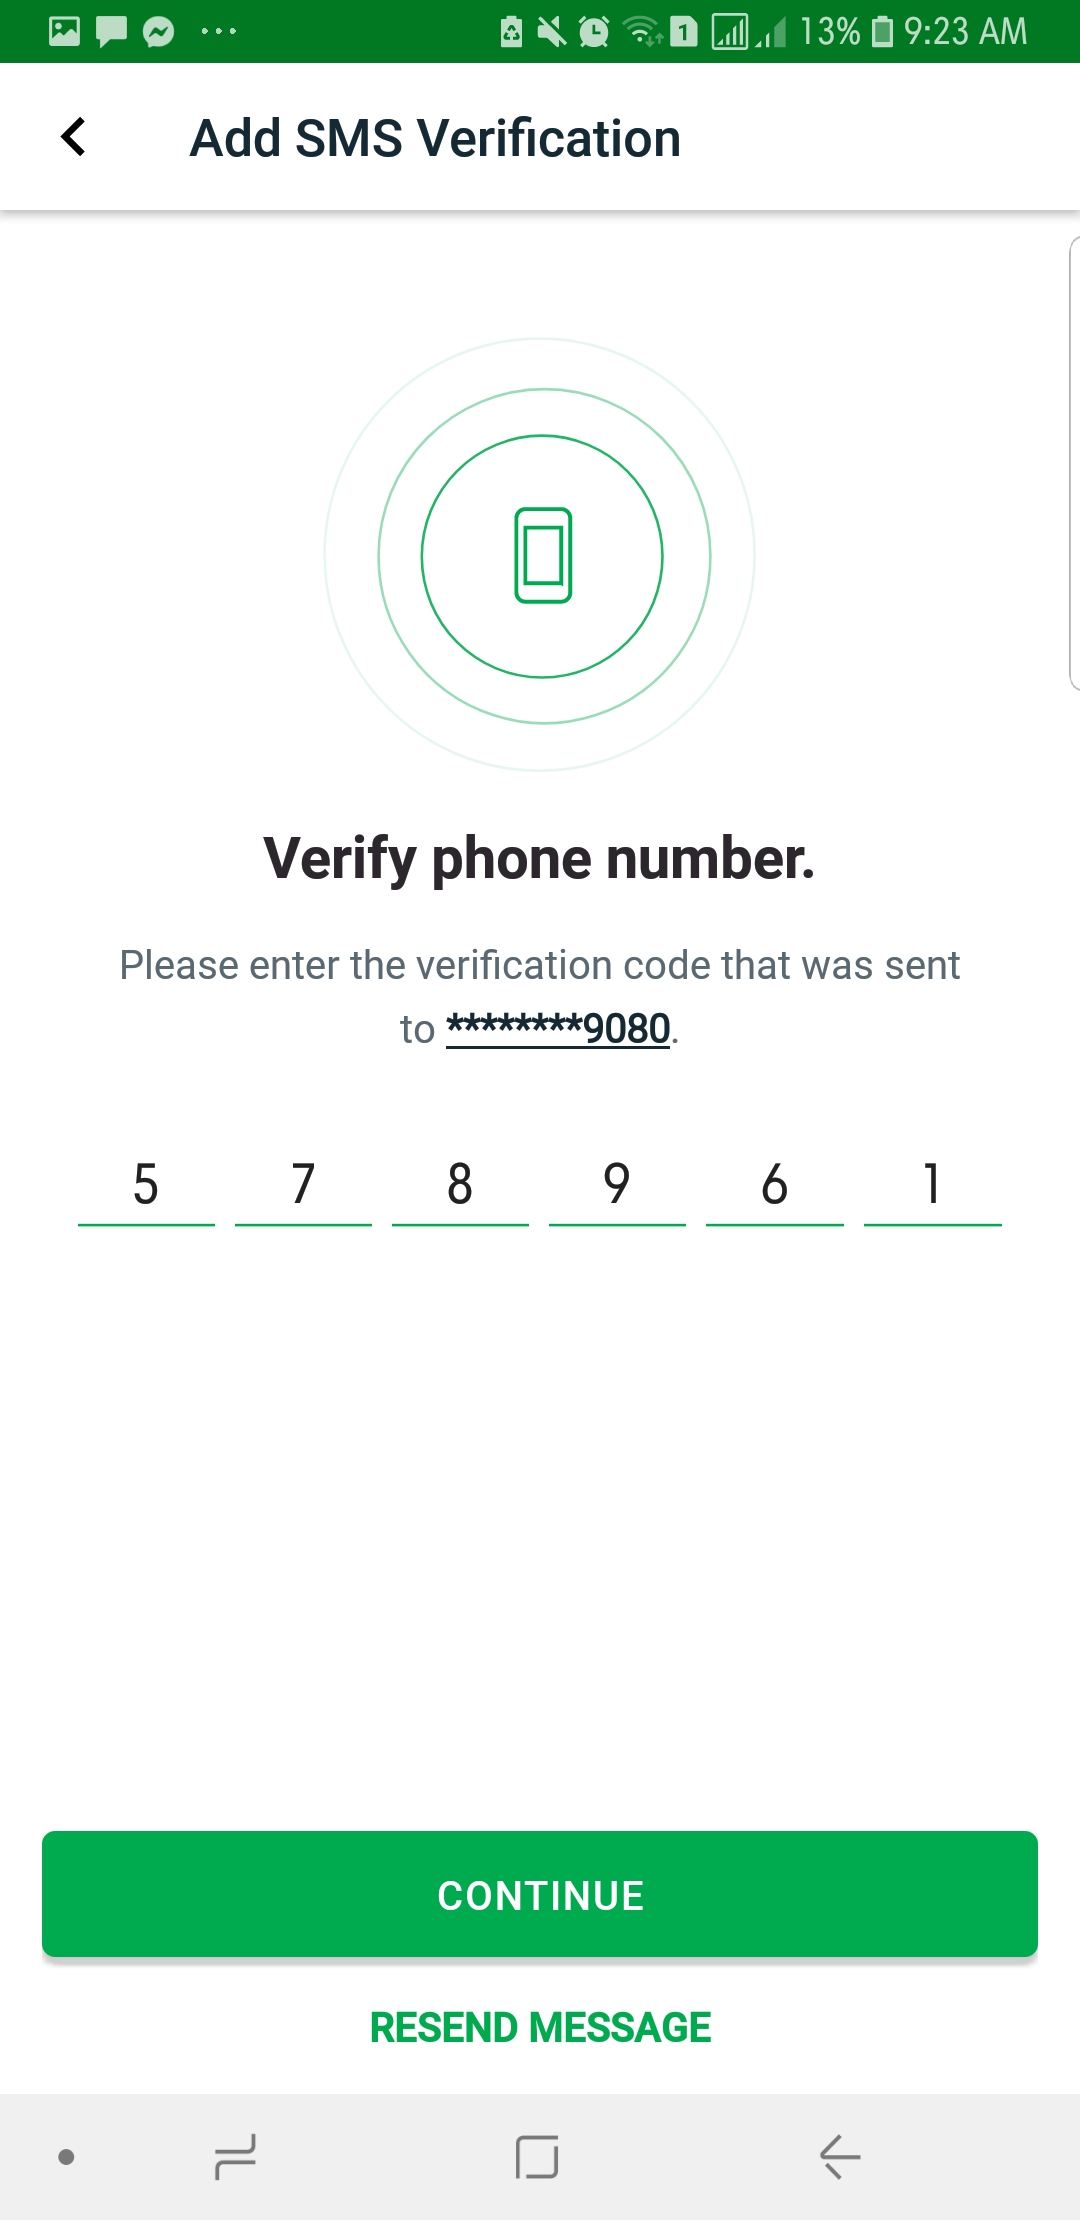 1 13% 9:23 AM
Add SMS Verification
Verify phone number.
Please enter the verification code that was sent
to ********9080.
5 7 8 9 6 1
CONTINUE
RESEND MESSAGE